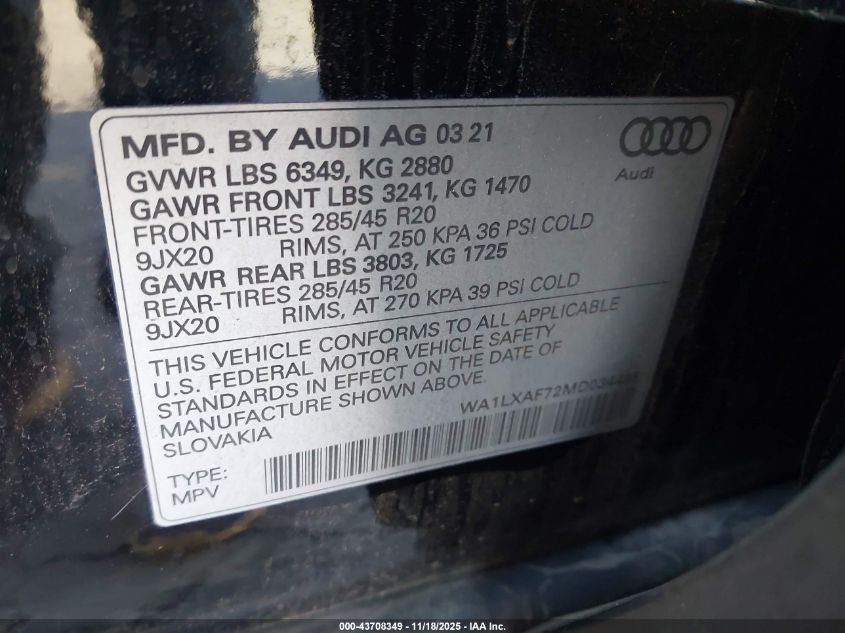 MFD. BY AUDI AG 03 21
Audi
GVWR LBS 6349, KG 2880
GAWR FRONT LBS 3241, KG 1470
FRONT-TIRES 285/45 R20
9JX20 RIMS, AT 250 KPA 36 PSI COLD
GAWR REAR LBS 3803, KG 1725
REAR-TIRES 285/45 R20
9JX20 RIMS, AT 270 KPA 39 PSI COLD
THIS VEHICLE CONFORMS TO ALL APPLICABLE
U.S. FEDERAL MOTOR VEHICLE SAFETY
STANDARDS IN EFFECT ON THE DATE OF
MANUFACTURE SHOWN ABOVE.
SLOVAKIA
TYPE:
MPV
000-43708349 | 11/18/2025 | IAA Inc.